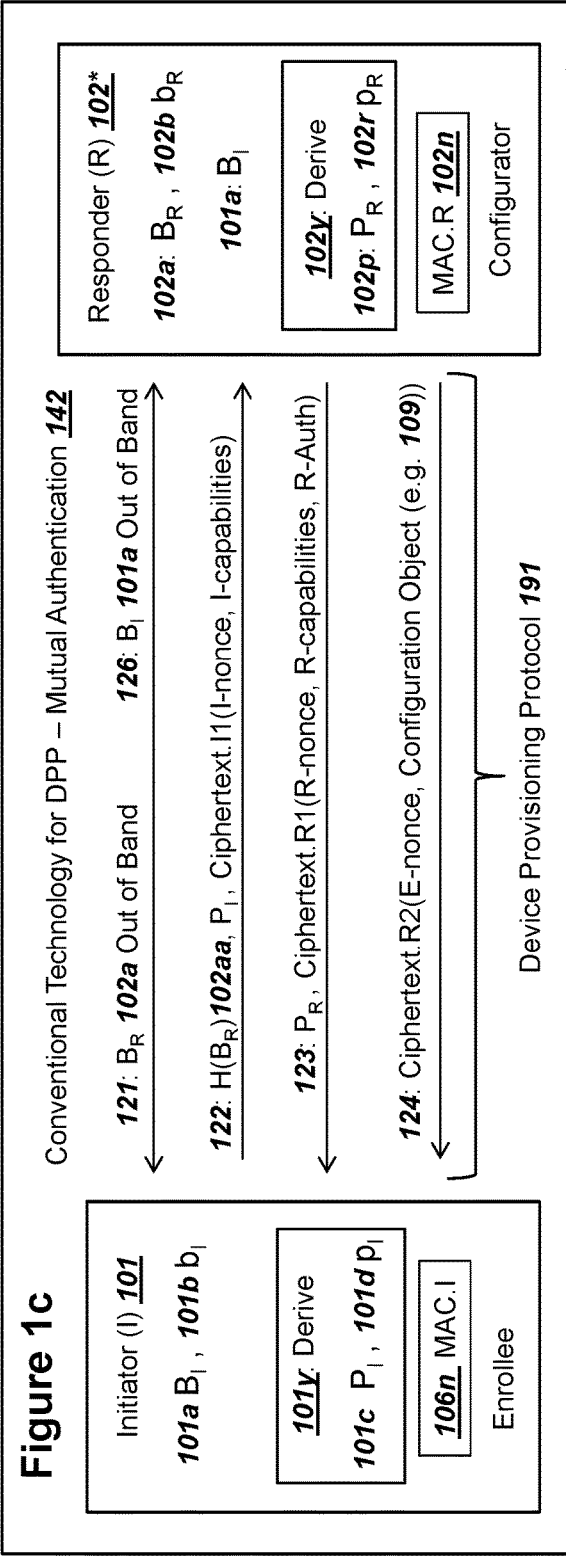 Figure 1c
Conventional Technology for DPP – Mutual Authentication 142
Initiator (I) 101
101a B_I , 101b b_I
101y: Derive
101c P_I , 101d p_I
106n MAC.I
Enrollee
121: B_R 102a Out of Band
126: B_I 101a Out of Band
122: H(B_R)102aa, P_I , Ciphertext.I1(I-nonce, I-capabilities)
123: P_R , Ciphertext.R1(R-nonce, R-capabilities, R-Auth)
124: Ciphertext.R2(E-nonce, Configuration Object (e.g. 109))
Device Provisioning Protocol 191
Responder (R) 102*
102a: B_R , 102b b_R
101a: B_I
102y: Derive
102p: P_R , 102r p_R
MAC.R 102n
Configurator